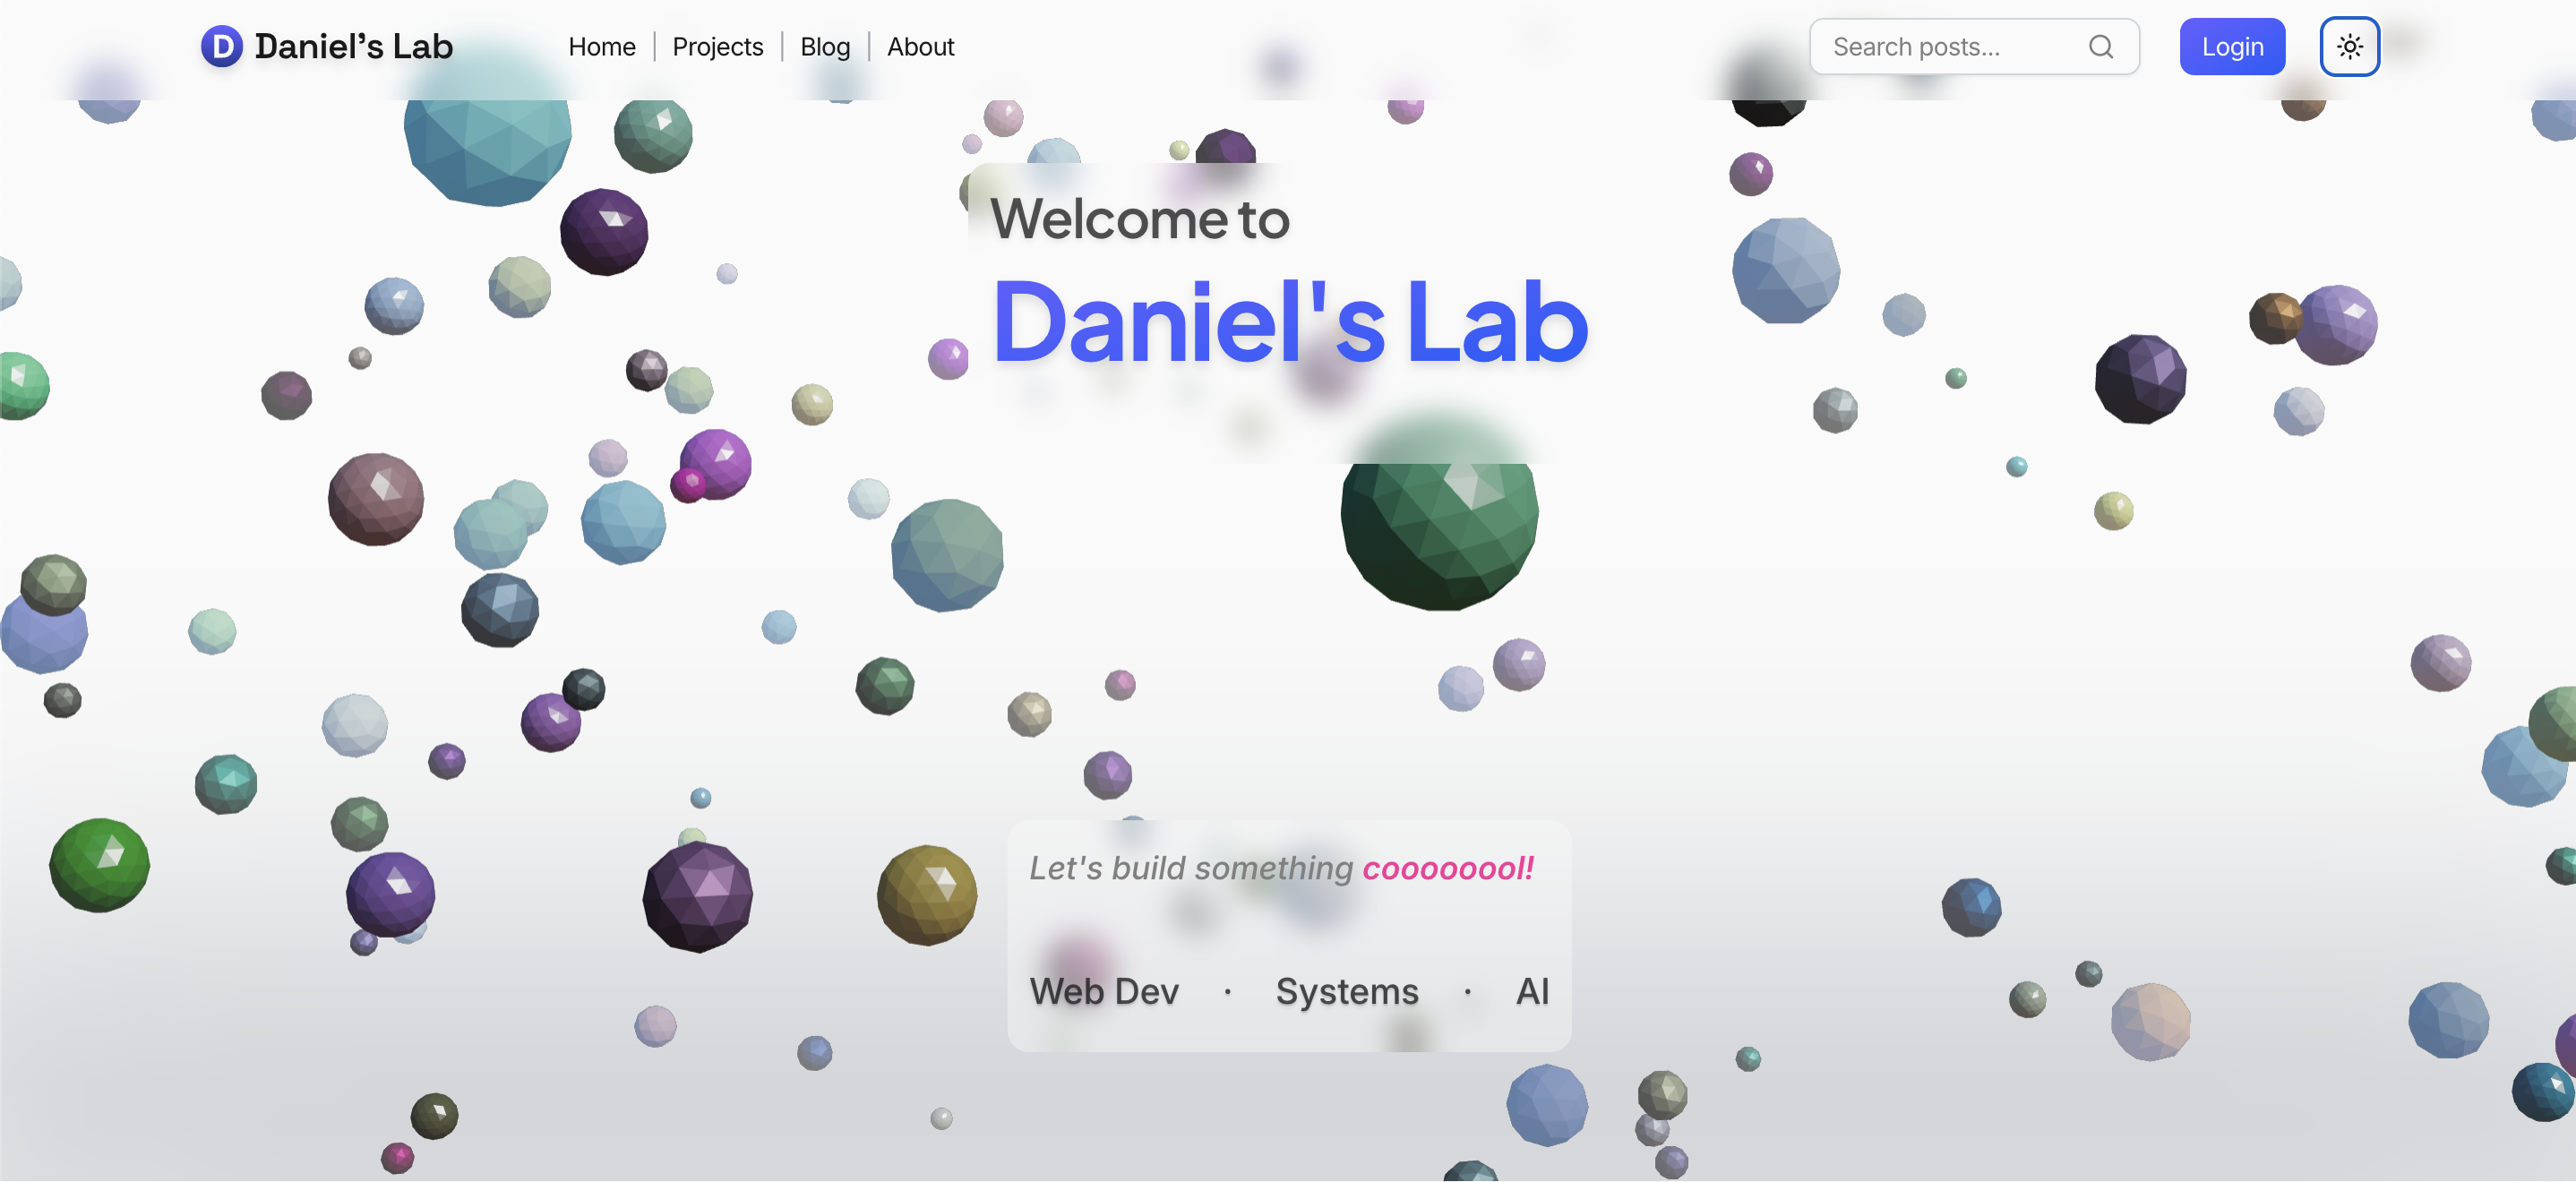 D Daniel's Lab
Home | Projects | Blog | About
Search posts...
Login
Welcome to
Daniel's Lab
Let's build something coooooool!
Web Dev · Systems · AI